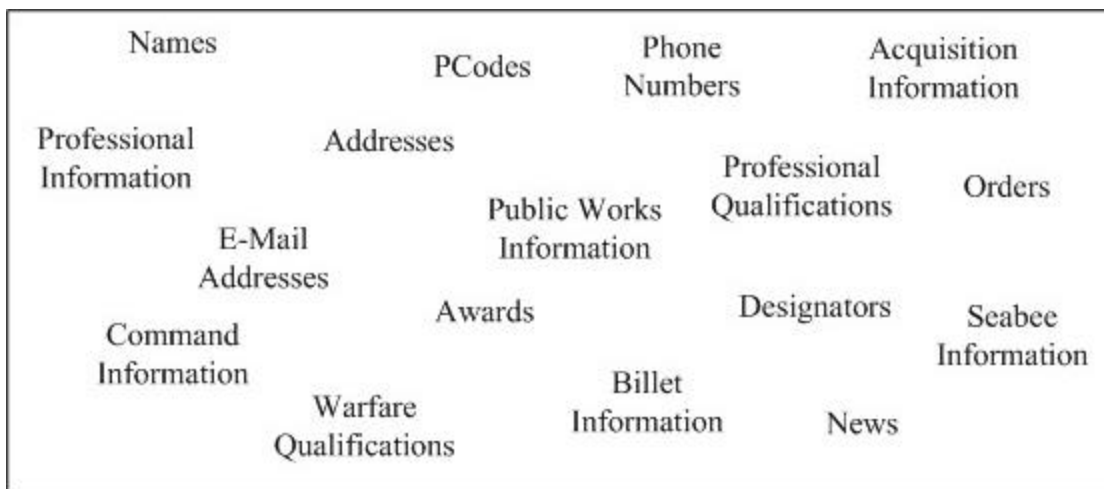 Names
PCodes
Phone
Numbers
Acquisition
Information
Professional
Information
Addresses
Professional
Qualifications
Orders
Public Works
Information
E-Mail
Addresses
Awards
Designators
Seabee
Information
Command
Information
Warfare
Qualifications
Billet
Information
News